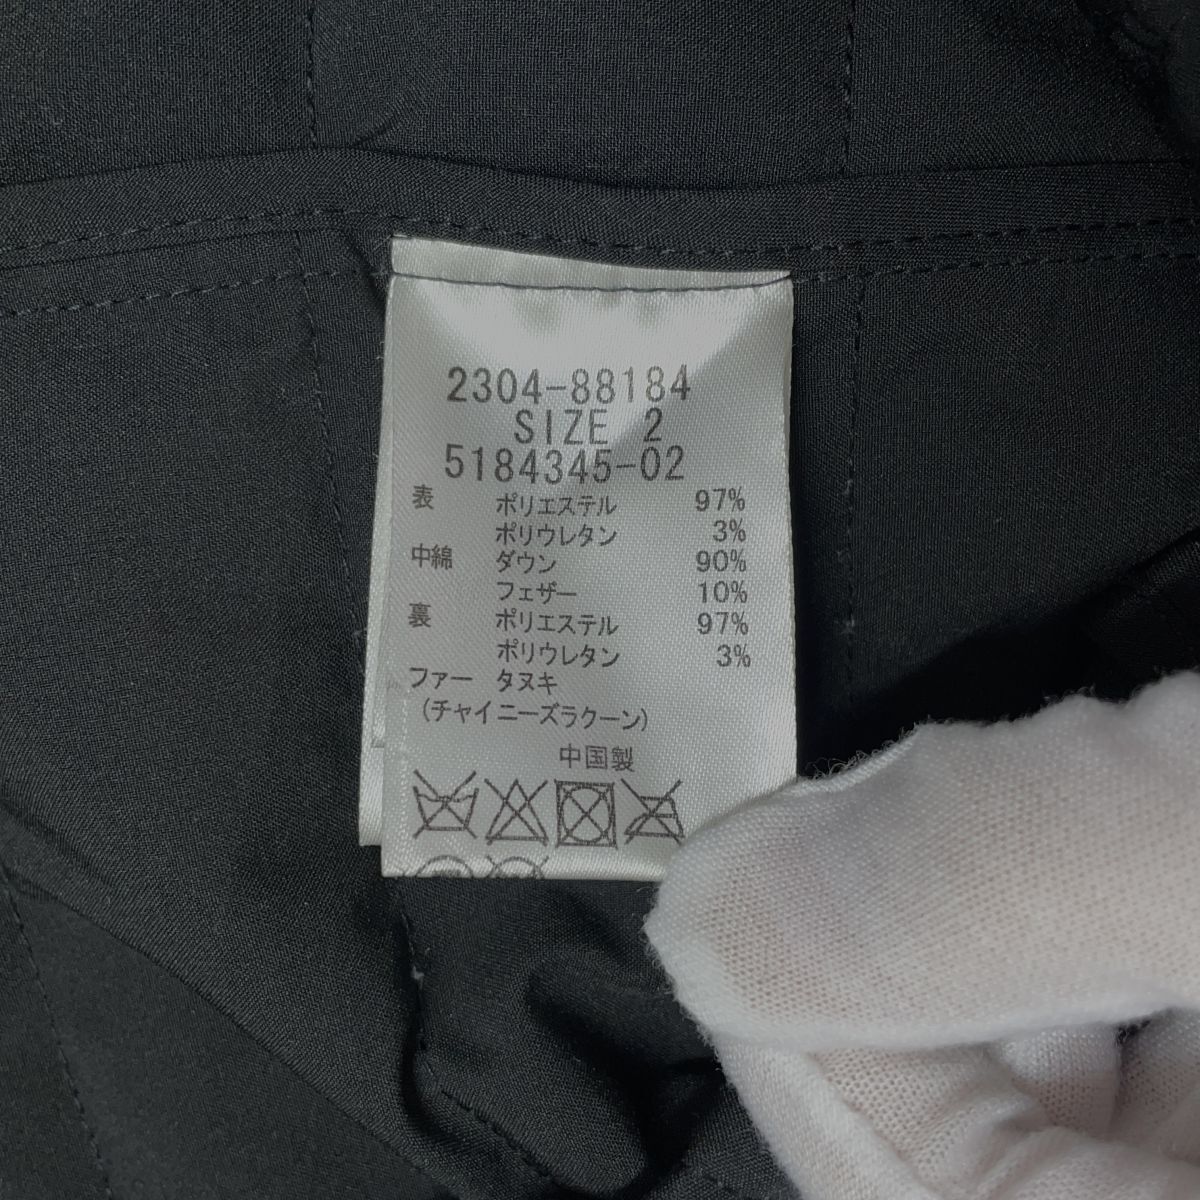 2304-88184
SIZE 2
5184345-02
表 ポリエステル 97%
ポリウレタン 3%
中綿 ダウン 90%
フェザー 10%
裏 ポリエステル 97%
ポリウレタン 3%
ファー タヌキ
(チャイニーズラクーン)
中国製